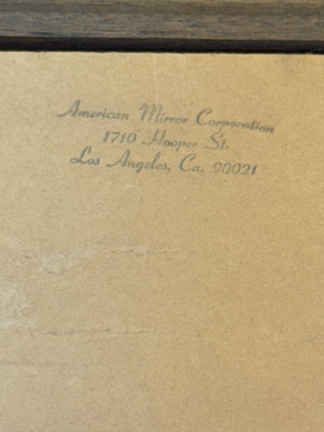 American Mirror Corporation
1710 Hooper St.
Los Angeles, Ca. 90021